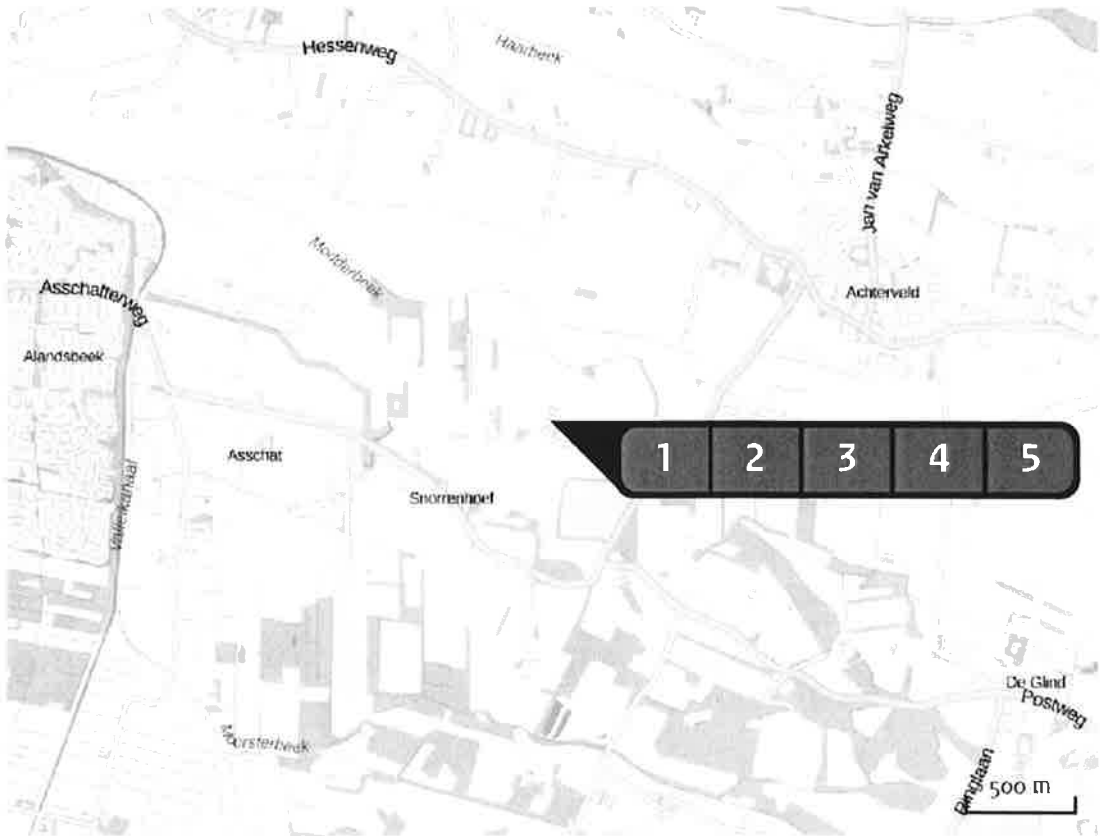 Hessenweg
Haarbeek
Jan van Arkelweg
Modderbeek
Asschatterweg
Achterveld
Alandsbeek
Asschat
1 2 3 4 5
Snorrenhoef
Valleikanaal
De Glind
Postweg
Moorsterbeek
Ringlaan
500 m